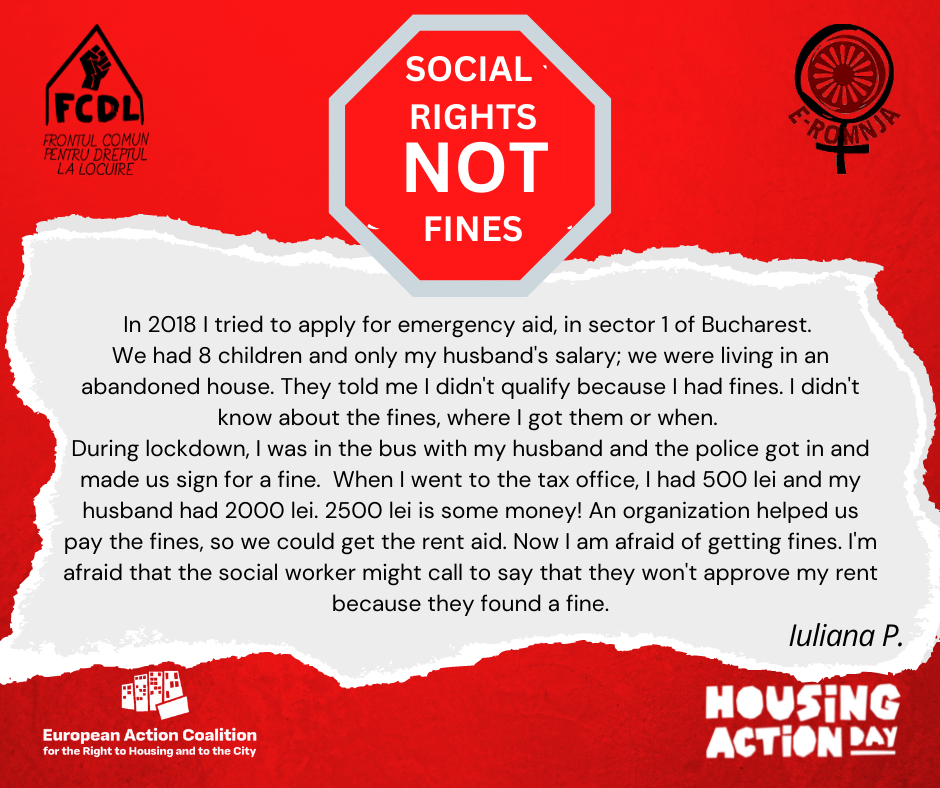 FCDL
FRONTUL COMUN
PENTRU DREPTUL
LA LOCUIRE
SOCIAL
RIGHTS
NOT
FINES
E-ROMNJA
In 2018 I tried to apply for emergency aid, in sector 1 of Bucharest.
We had 8 children and only my husband's salary; we were living in an
abandoned house. They told me I didn't qualify because I had fines. I didn't
know about the fines, where I got them or when.
During lockdown, I was in the bus with my husband and the police got in and
made us sign for a fine.  When I went to the tax office, I had 500 lei and my
husband had 2000 lei. 2500 lei is some money! An organization helped us
pay the fines, so we could get the rent aid. Now I am afraid of getting fines. I'm
afraid that the social worker might call to say that they won't approve my rent
because they found a fine.
Iuliana P.
European Action Coalition
for the Right to Housing and to the City
HOUSiNG
ACTiON DAY